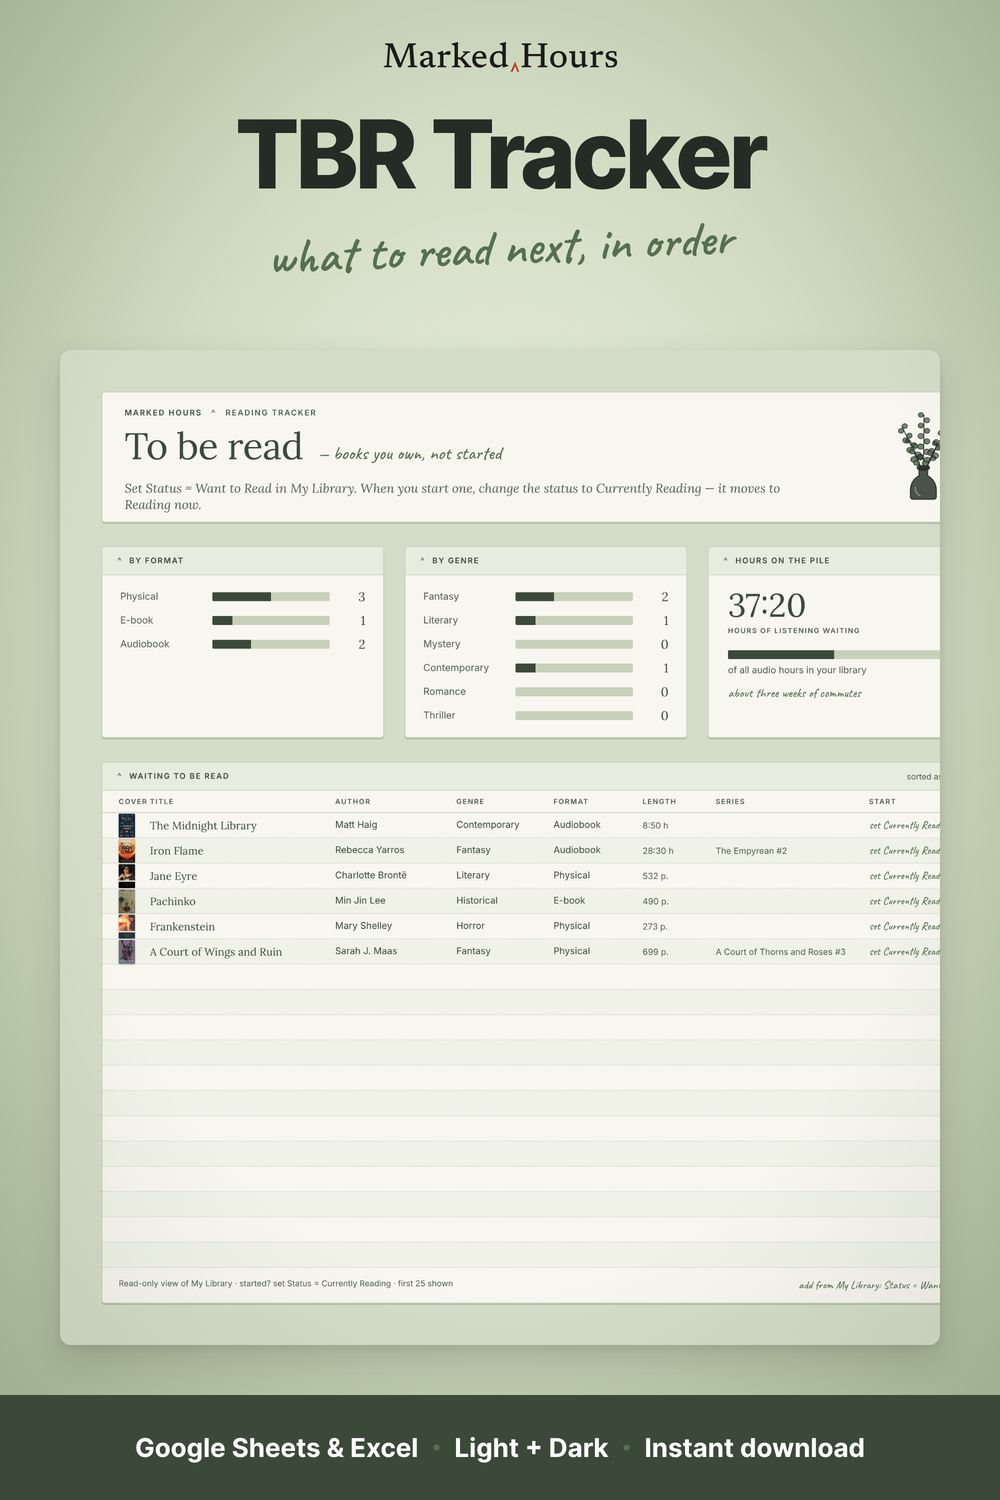 Marked^Hours
TBR Tracker
what to read next, in order
MARKED HOURS ^ READING TRACKER
To be read — books you own, not started
Set Status = Want to Read in My Library. When you start one, change the status to Currently Reading — it moves to
Reading now.
^ BY FORMAT
Physical 3
E-book 1
Audiobook 2
^ BY GENRE
Fantasy 2
Literary 1
Mystery 0
Contemporary 1
Romance 0
Thriller 0
^ HOURS ON THE PILE
37:20
HOURS OF LISTENING WAITING
of all audio hours in your library
about three weeks of commutes
^ WAITING TO BE READ sorted as
COVER TITLE AUTHOR GENRE FORMAT LENGTH SERIES START
The Midnight Library Matt Haig Contemporary Audiobook 8:50 h set Currently Read
Iron Flame Rebecca Yarros Fantasy Audiobook 28:30 h The Empyrean #2 set Currently Read
Jane Eyre Charlotte Brontë Literary Physical 532 p. set Currently Read
Pachinko Min Jin Lee Historical E-book 490 p. set Currently Read
Frankenstein Mary Shelley Horror Physical 273 p. set Currently Read
A Court of Wings and Ruin Sarah J. Maas Fantasy Physical 699 p. A Court of Thorns and Roses #3 set Currently Read
Read-only view of My Library · started? set Status = Currently Reading · first 25 shown add from My Library: Status = Want
Google Sheets & Excel • Light + Dark • Instant download